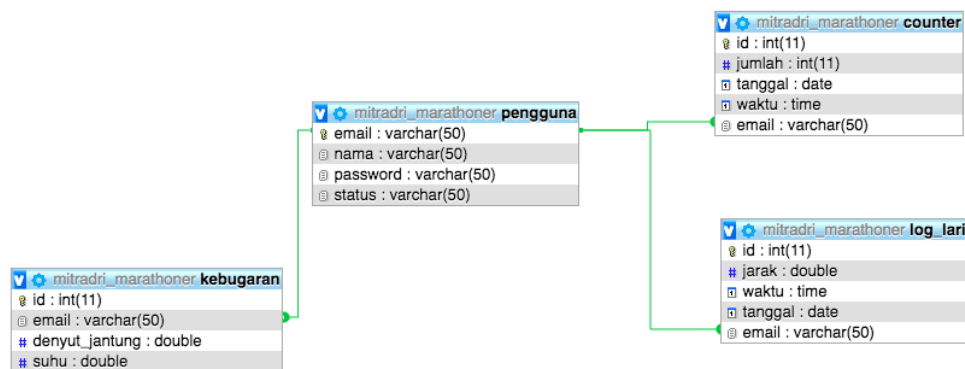 mitradri_marathoner counter
id : int(11)
jumlah : int(11)
tanggal : date
waktu : time
email : varchar(50)
mitradri_marathoner pengguna
email : varchar(50)
nama : varchar(50)
password : varchar(50)
status : varchar(50)
mitradri_marathoner log_lari
id : int(11)
jarak : double
waktu : time
tanggal : date
email : varchar(50)
mitradri_marathoner kebugaran
id : int(11)
email : varchar(50)
denyut_jantung : double
suhu : double